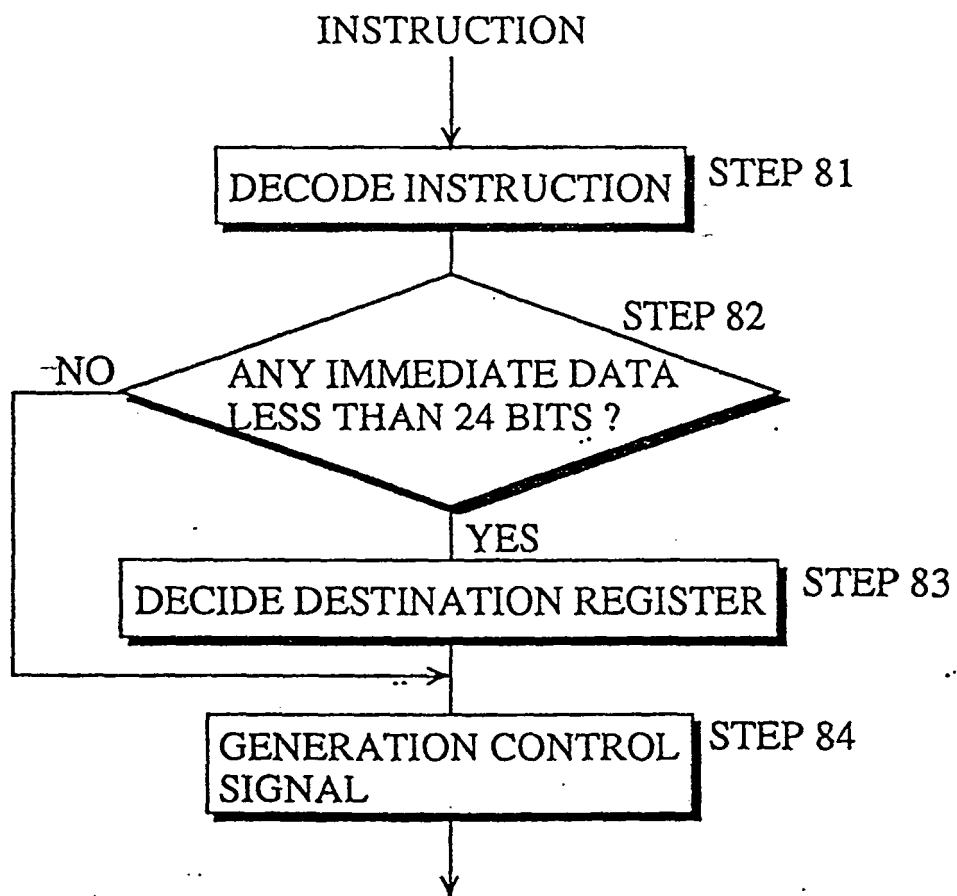 INSTRUCTION
DECODE INSTRUCTION
STEP 81
STEP 82
NO
ANY IMMEDIATE DATA
LESS THAN 24 BITS ?
YES
DECIDE DESTINATION REGISTER
STEP 83
GENERATION CONTROL
SIGNAL
STEP 84